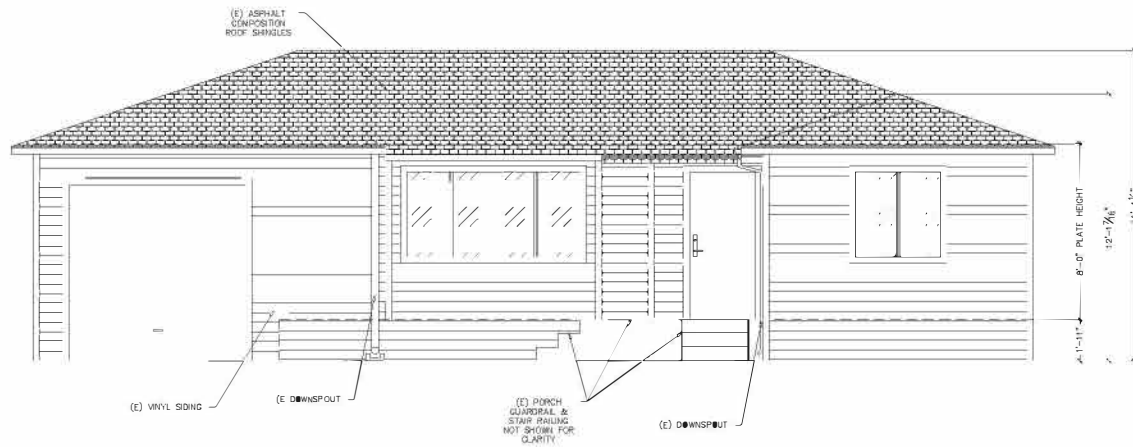 (E) ASPHALT
COMPOSITION
ROOF SHINGLES
8'-0" PLATE HEIGHT
12'-1 7/16"
1'-11"
(E) VINYL SIDING
(E DOWNSPOUT
(E) PORCH
GUARDRAIL &
STAIR RAILING
NOT SHOWN FOR
CLARITY
(E) DOWNSPOUT